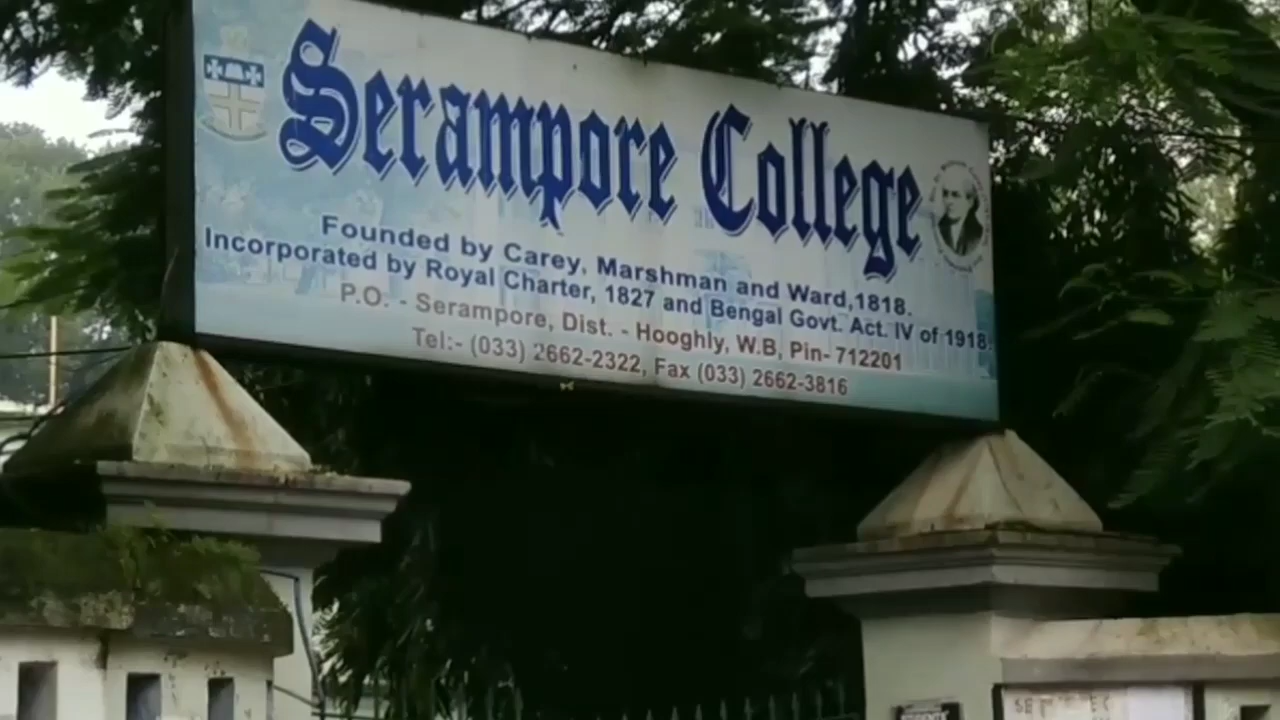 Serampore College
Founded by Carey, Marshman and Ward,1818.
Incorporated by Royal Charter, 1827 and Bengal Govt. Act. IV of 1918.
P.O. - Serampore, Dist. - Hooghly, W.B, Pin- 712201
Tel:- (033) 2662-2322, Fax (033) 2662-3816